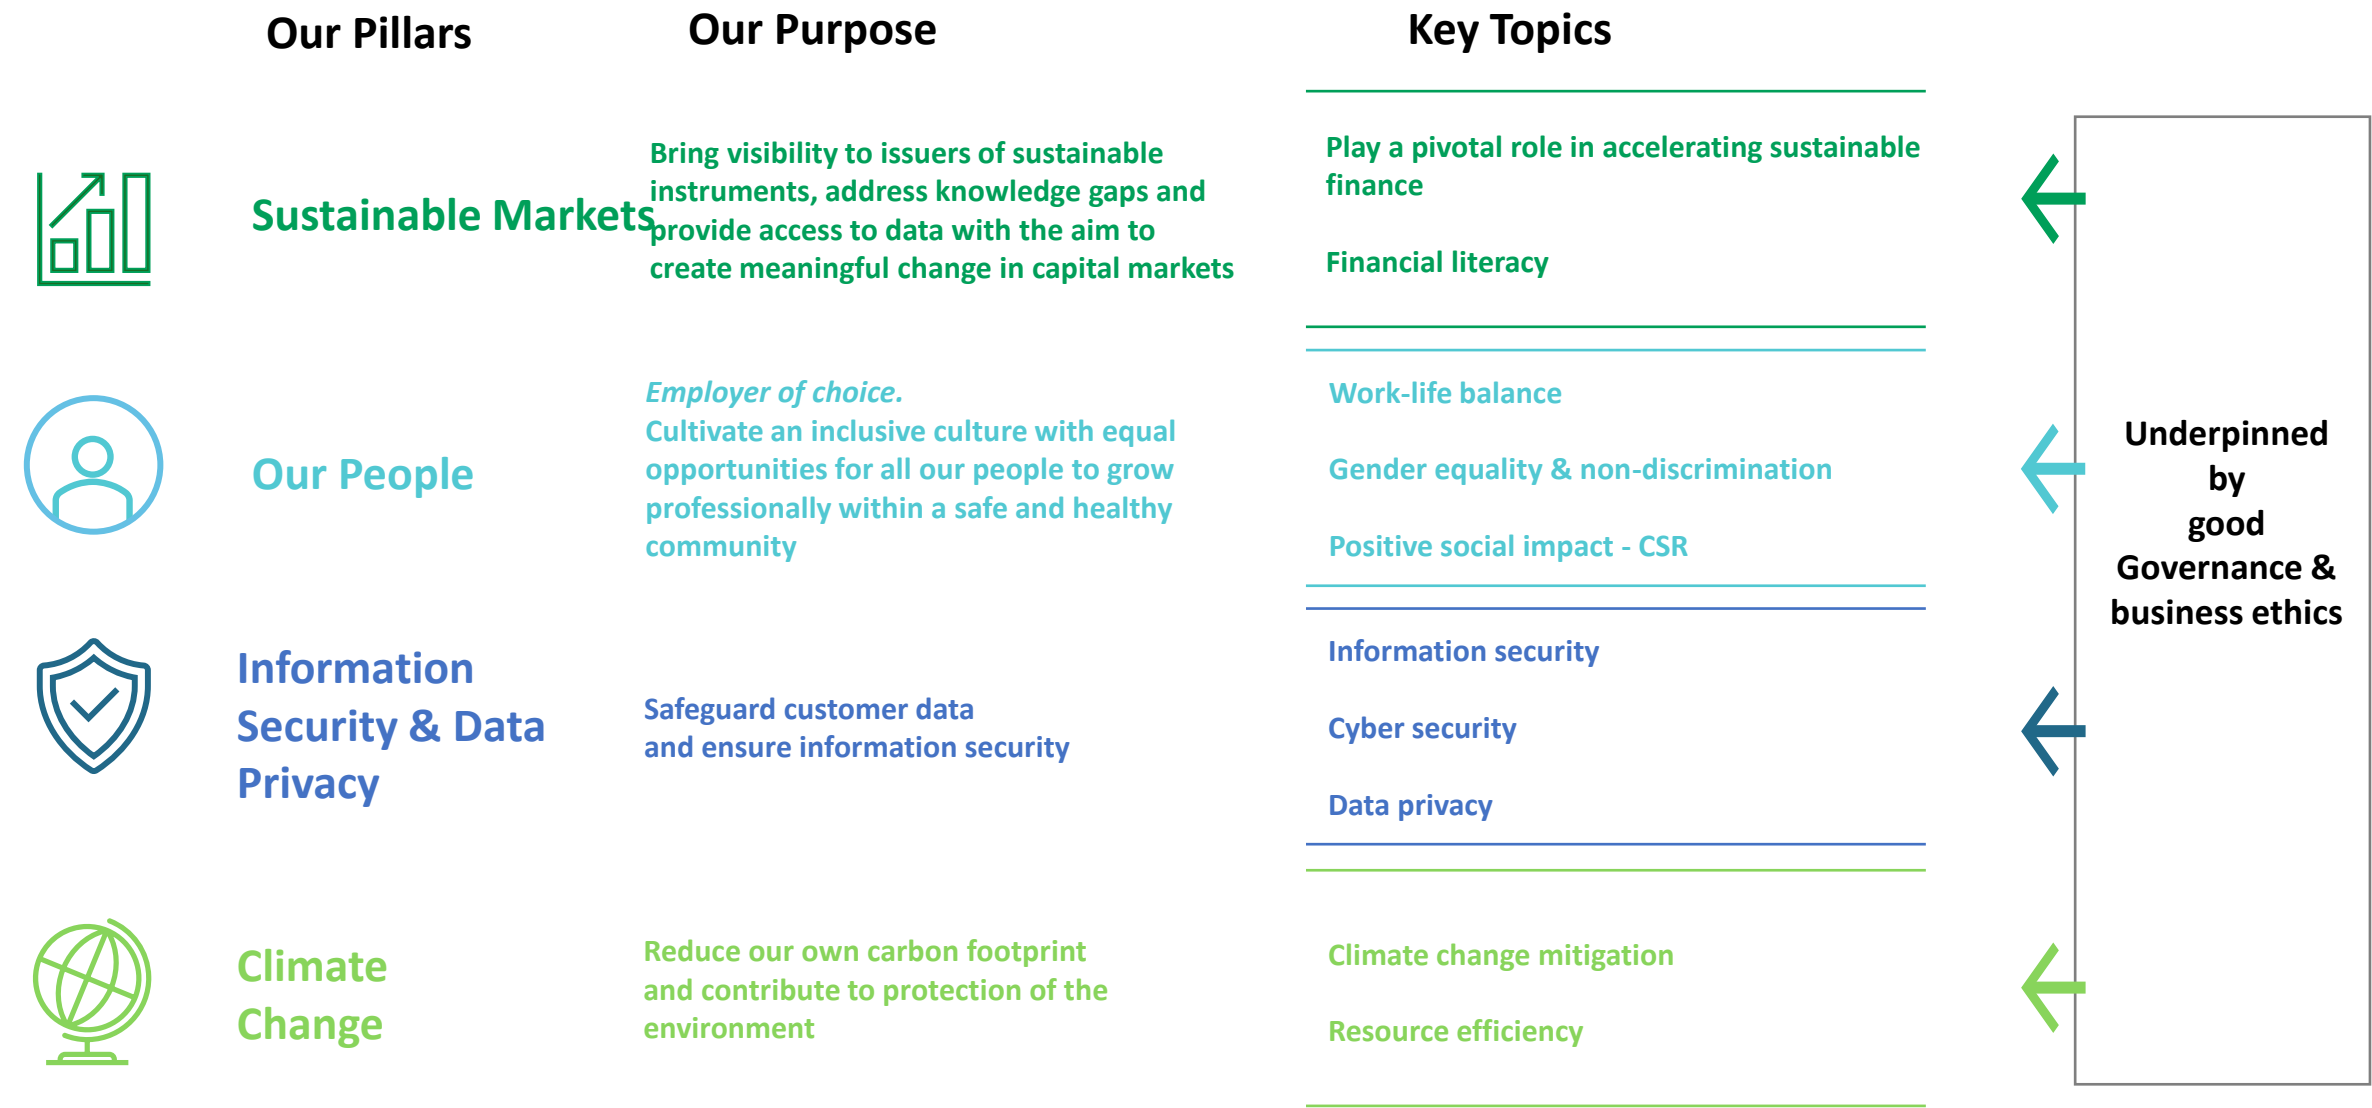 Our Pillars
Our Purpose
Key Topics
Sustainable Markets
Bring visibility to issuers of sustainable
instruments, address knowledge gaps and
provide access to data with the aim to
create meaningful change in capital markets
Play a pivotal role in accelerating sustainable
finance
Financial literacy
Our People
Employer of choice.
Cultivate an inclusive culture with equal
opportunities for all our people to grow
professionally within a safe and healthy
community
Work-life balance
Gender equality & non-discrimination
Positive social impact - CSR
Information
Security & Data
Privacy
Safeguard customer data
and ensure information security
Information security
Cyber security
Data privacy
Climate
Change
Reduce our own carbon footprint
and contribute to protection of the
environment
Climate change mitigation
Resource efficiency
Underpinned
by
good
Governance &
business ethics